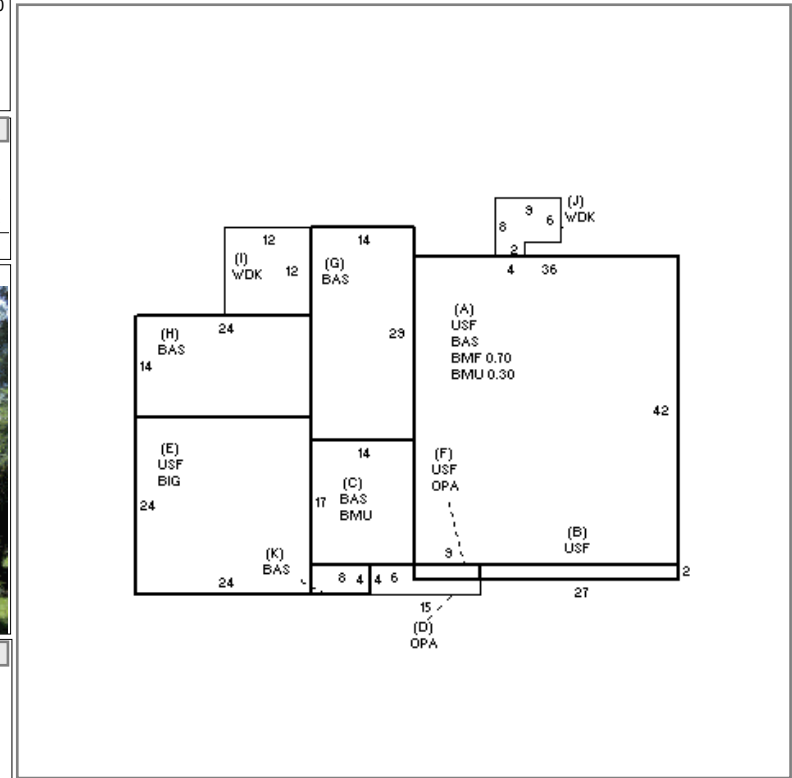 (J)
9
6
WDK
8
2
12
14
(I)
WDK
12
(G)
BAS
4 36
(A)
USF
BAS
BMF 0.70
BMU 0.30
24
(H)
BAS
14
29
42
(E)
USF
BIG
24
14
(C)
BAS
BMU
17
(F)
USF
OPA
(B)
USF
9
(K)
BAS
24
8 4
4 6
2
27
15
(D)
OPA